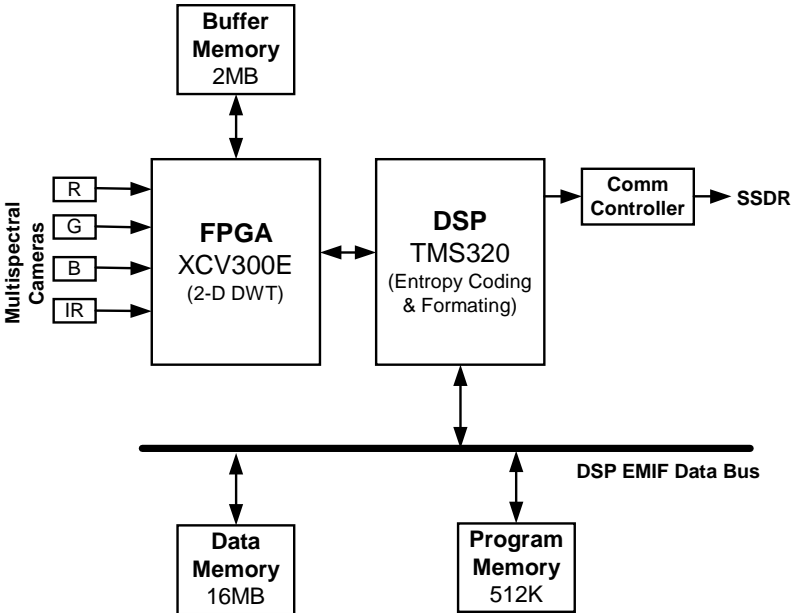 Buffer
Memory
2MB
Multispectral
Cameras
R
G
B
IR
FPGA
XCV300E
(2-D DWT)
DSP
TMS320
(Entropy Coding
& Formating)
Comm
Controller
SSDR
DSP EMIF Data Bus
Data
Memory
16MB
Program
Memory
512K